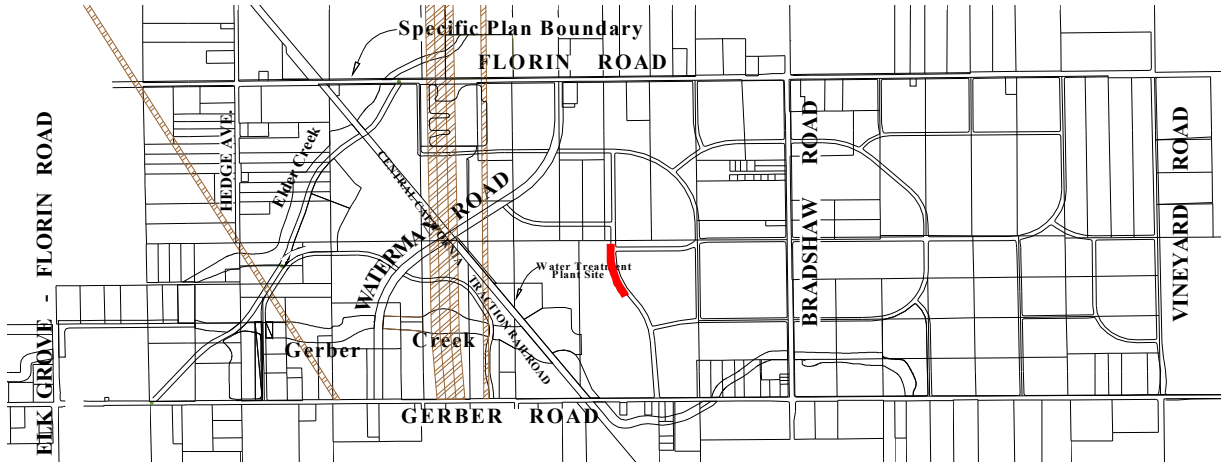 Specific Plan Boundary
FLORIN ROAD
HEDGE AVE.
Elder Creek
CENTRAL CALIFORNIA
TRACTION RAILROAD
WATERMA ROAD
ELK GROVE - FLORIN ROAD
BRADSHAW ROAD
VINEYARD ROAD
Water Treatment
Plant Site
Gerber Creek
GERBER ROAD